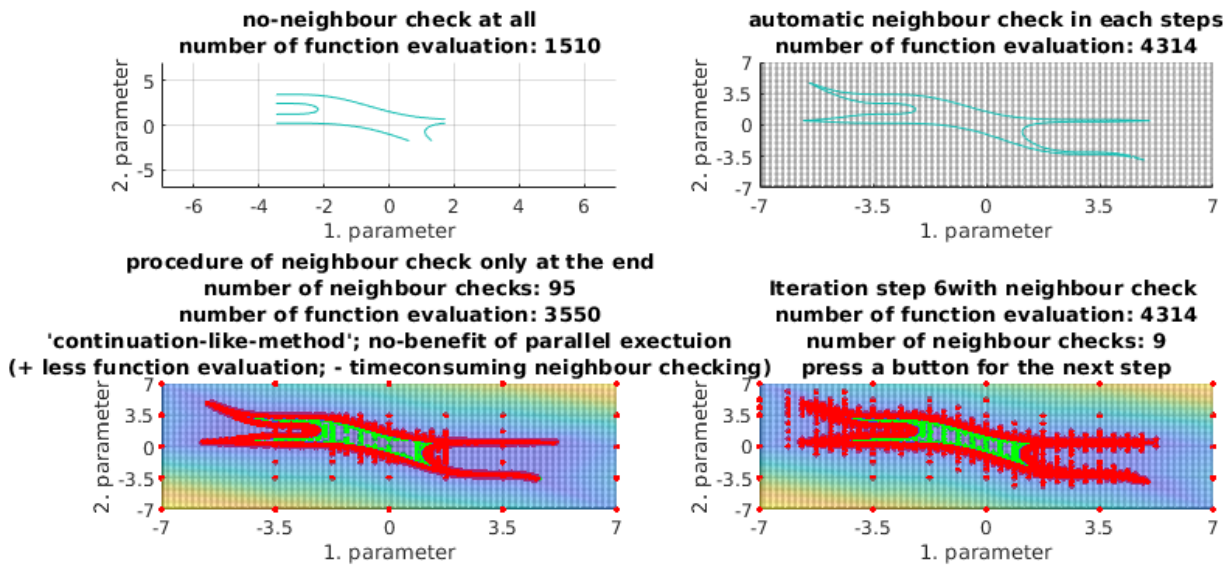 no-neighbour check at all
number of function evaluation: 1510
2. parameter
5
0
-5
-6
-4
-2
0
2
4
6
1. parameter
automatic neighbour check in each steps
number of function evaluation: 4314
2. parameter
7
3.5
0
-3.5
-7
-7
-3.5
0
3.5
7
1. parameter
procedure of neighbour check only at the end
number of neighbour checks: 95
number of function evaluation: 3550
'continuation-like-method'; no-benefit of parallel exectuion
(+ less function evaluation; - timeconsuming neighbour checking)
2. parameter
7
3.5
0
-3.5
-7
-7
-3.5
0
3.5
7
1. parameter
Iteration step 6with neighbour check
number of function evaluation: 4314
number of neighbour checks: 9
press a button for the next step
2. parameter
7
3.5
0
-3.5
-7
-7
-3.5
0
3.5
7
1. parameter